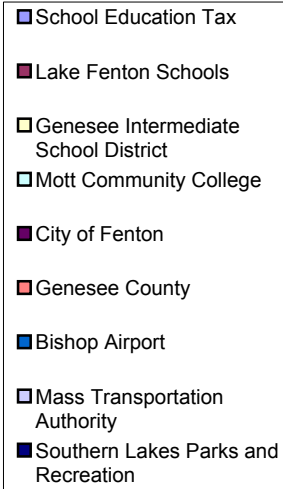 School Education Tax
Lake Fenton Schools
Genesee Intermediate
School District
Mott Community College
City of Fenton
Genesee County
Bishop Airport
Mass Transportation
Authority
Southern Lakes Parks and
Recreation